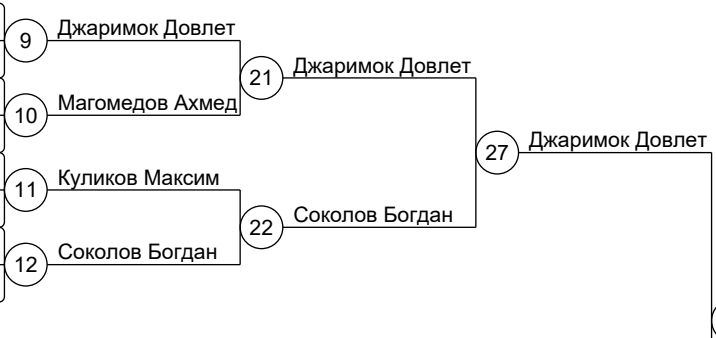 9
Джаримок Довлет
21
Джаримок Довлет
10
Магомедов Ахмед
27
Джаримок Довлет
11
Куликов Максим
22
Соколов Богдан
12
Соколов Богдан